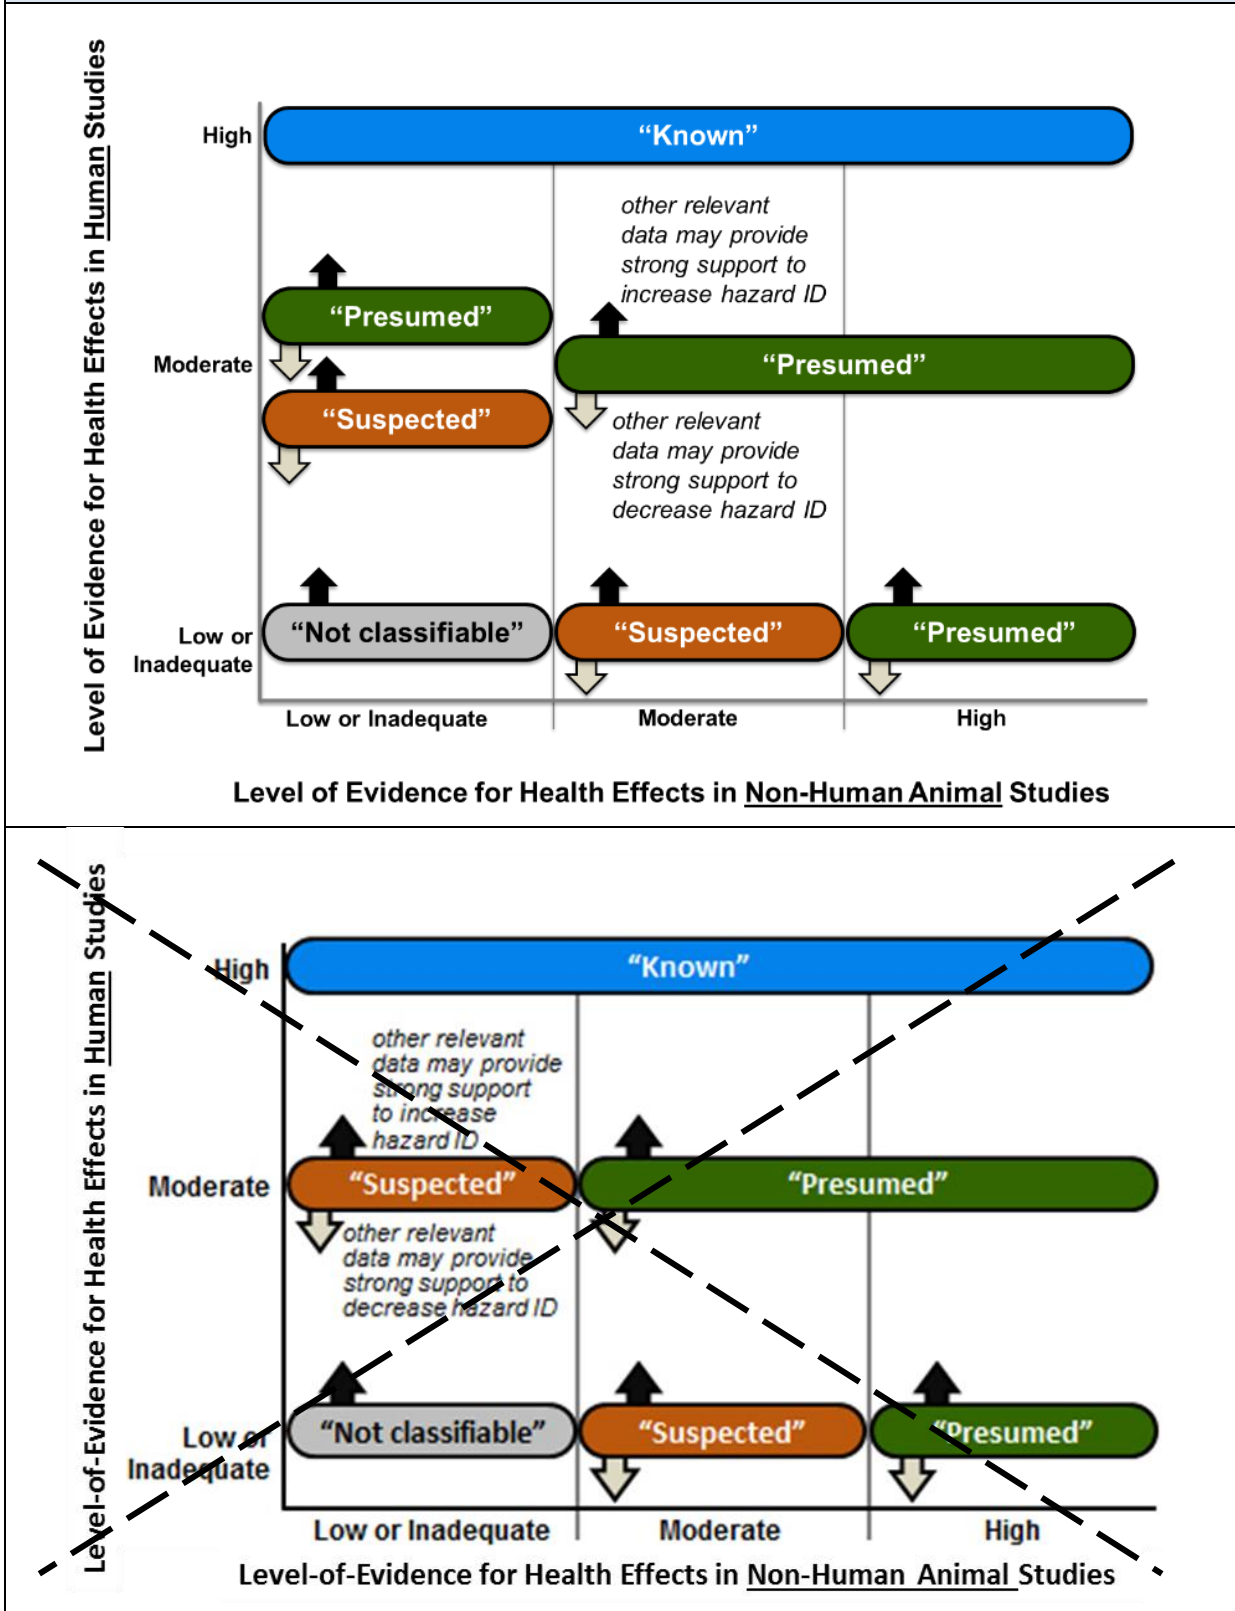 Level of Evidence for Health Effects in Human Studies
High
“Known”
other relevant
data may provide
strong support to
increase hazard ID
“Presumed”
Moderate
“Presumed”
“Suspected”
other relevant
data may provide
strong support to
decrease hazard ID
Low or
Inadequate
“Not classifiable”
“Suspected”
“Presumed”
Low or Inadequate
Moderate
High
Level of Evidence for Health Effects in Non-Human Animal Studies
Level-of-Evidence for Health Effects in Human Studies
High
“Known”
other relevant
data may provide
strong support
to increase
hazard ID
Moderate
“Suspected”
“Presumed”
other relevant
data may provide
strong support to
decrease hazard ID
Low or
Inadequate
“Not classifiable”
“Suspected”
“Presumed”
Low or Inadequate
Moderate
High
Level-of-Evidence for Health Effects in Non-Human Animal Studies